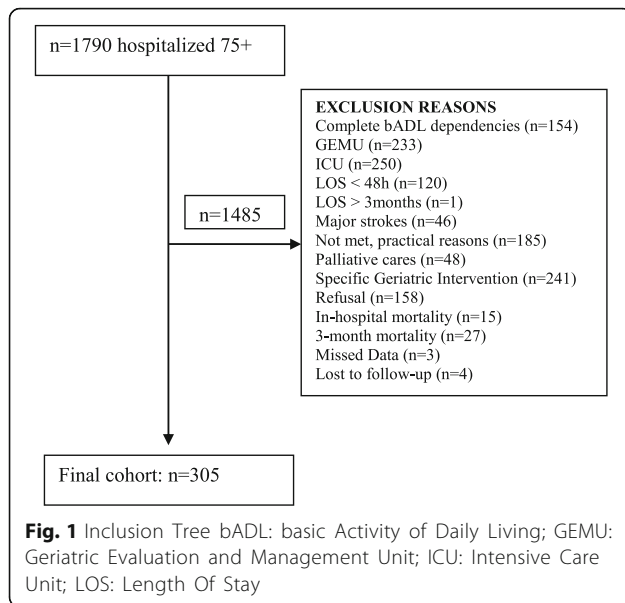 n=1790 hospitalized 75+
EXCLUSION REASONS
Complete bADL dependencies (n=154)
GEMU (n=233)
ICU (n=250)
LOS < 48h (n=120)
LOS > 3months (n=1)
Major strokes (n=46)
Not met, practical reasons (n=185)
Palliative cares (n=48)
Specific Geriatric Intervention (n=241)
Refusal (n=158)
In-hospital mortality (n=15)
3-month mortality (n=27)
Missed Data (n=3)
Lost to follow-up (n=4)
n=1485
Final cohort: n=305
Fig. 1 Inclusion Tree bADL: basic Activity of Daily Living; GEMU:
Geriatric Evaluation and Management Unit; ICU: Intensive Care
Unit; LOS: Length Of Stay